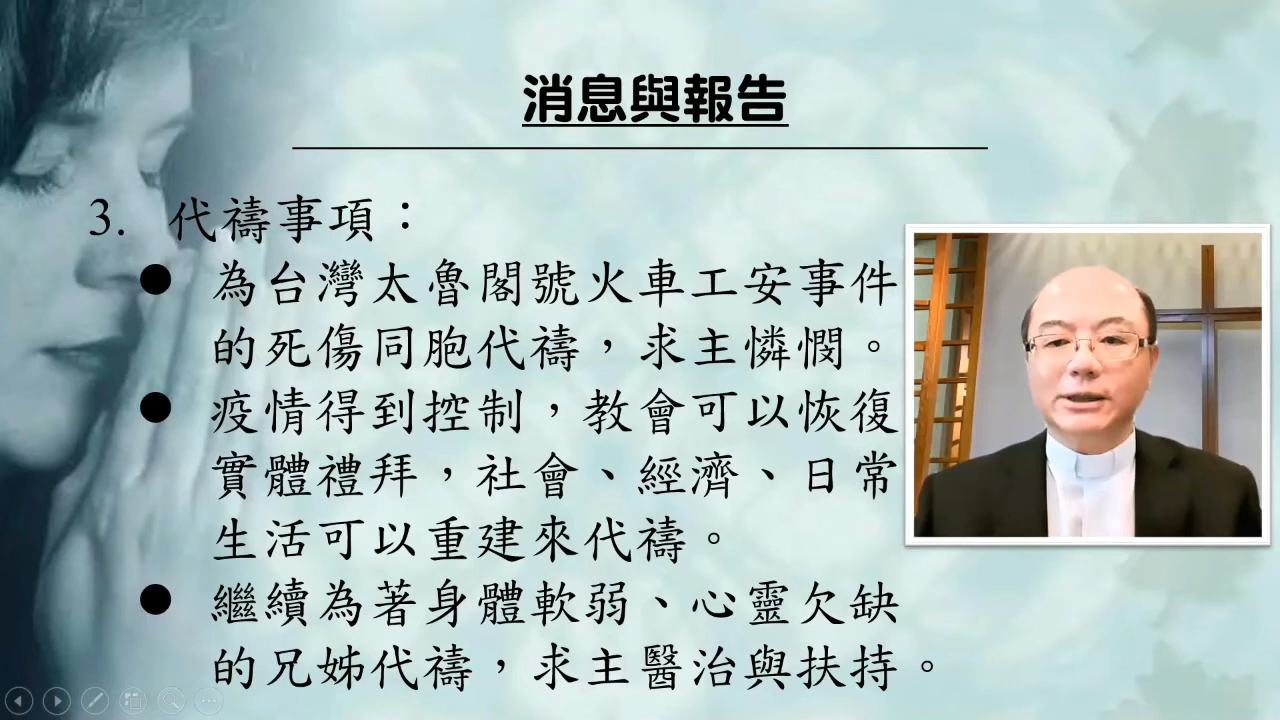 消息與報告
3. 代禱事項：
● 為台灣太魯閣號火車工安事件
的死傷同胞代禱，求主憐憫。
● 疫情得到控制，教會可以恢復
實體禮拜，社會、經濟、日常
生活可以重建來代禱。
● 繼續為著身體軟弱、心靈欠缺
的兄姊代禱，求主醫治與扶持。